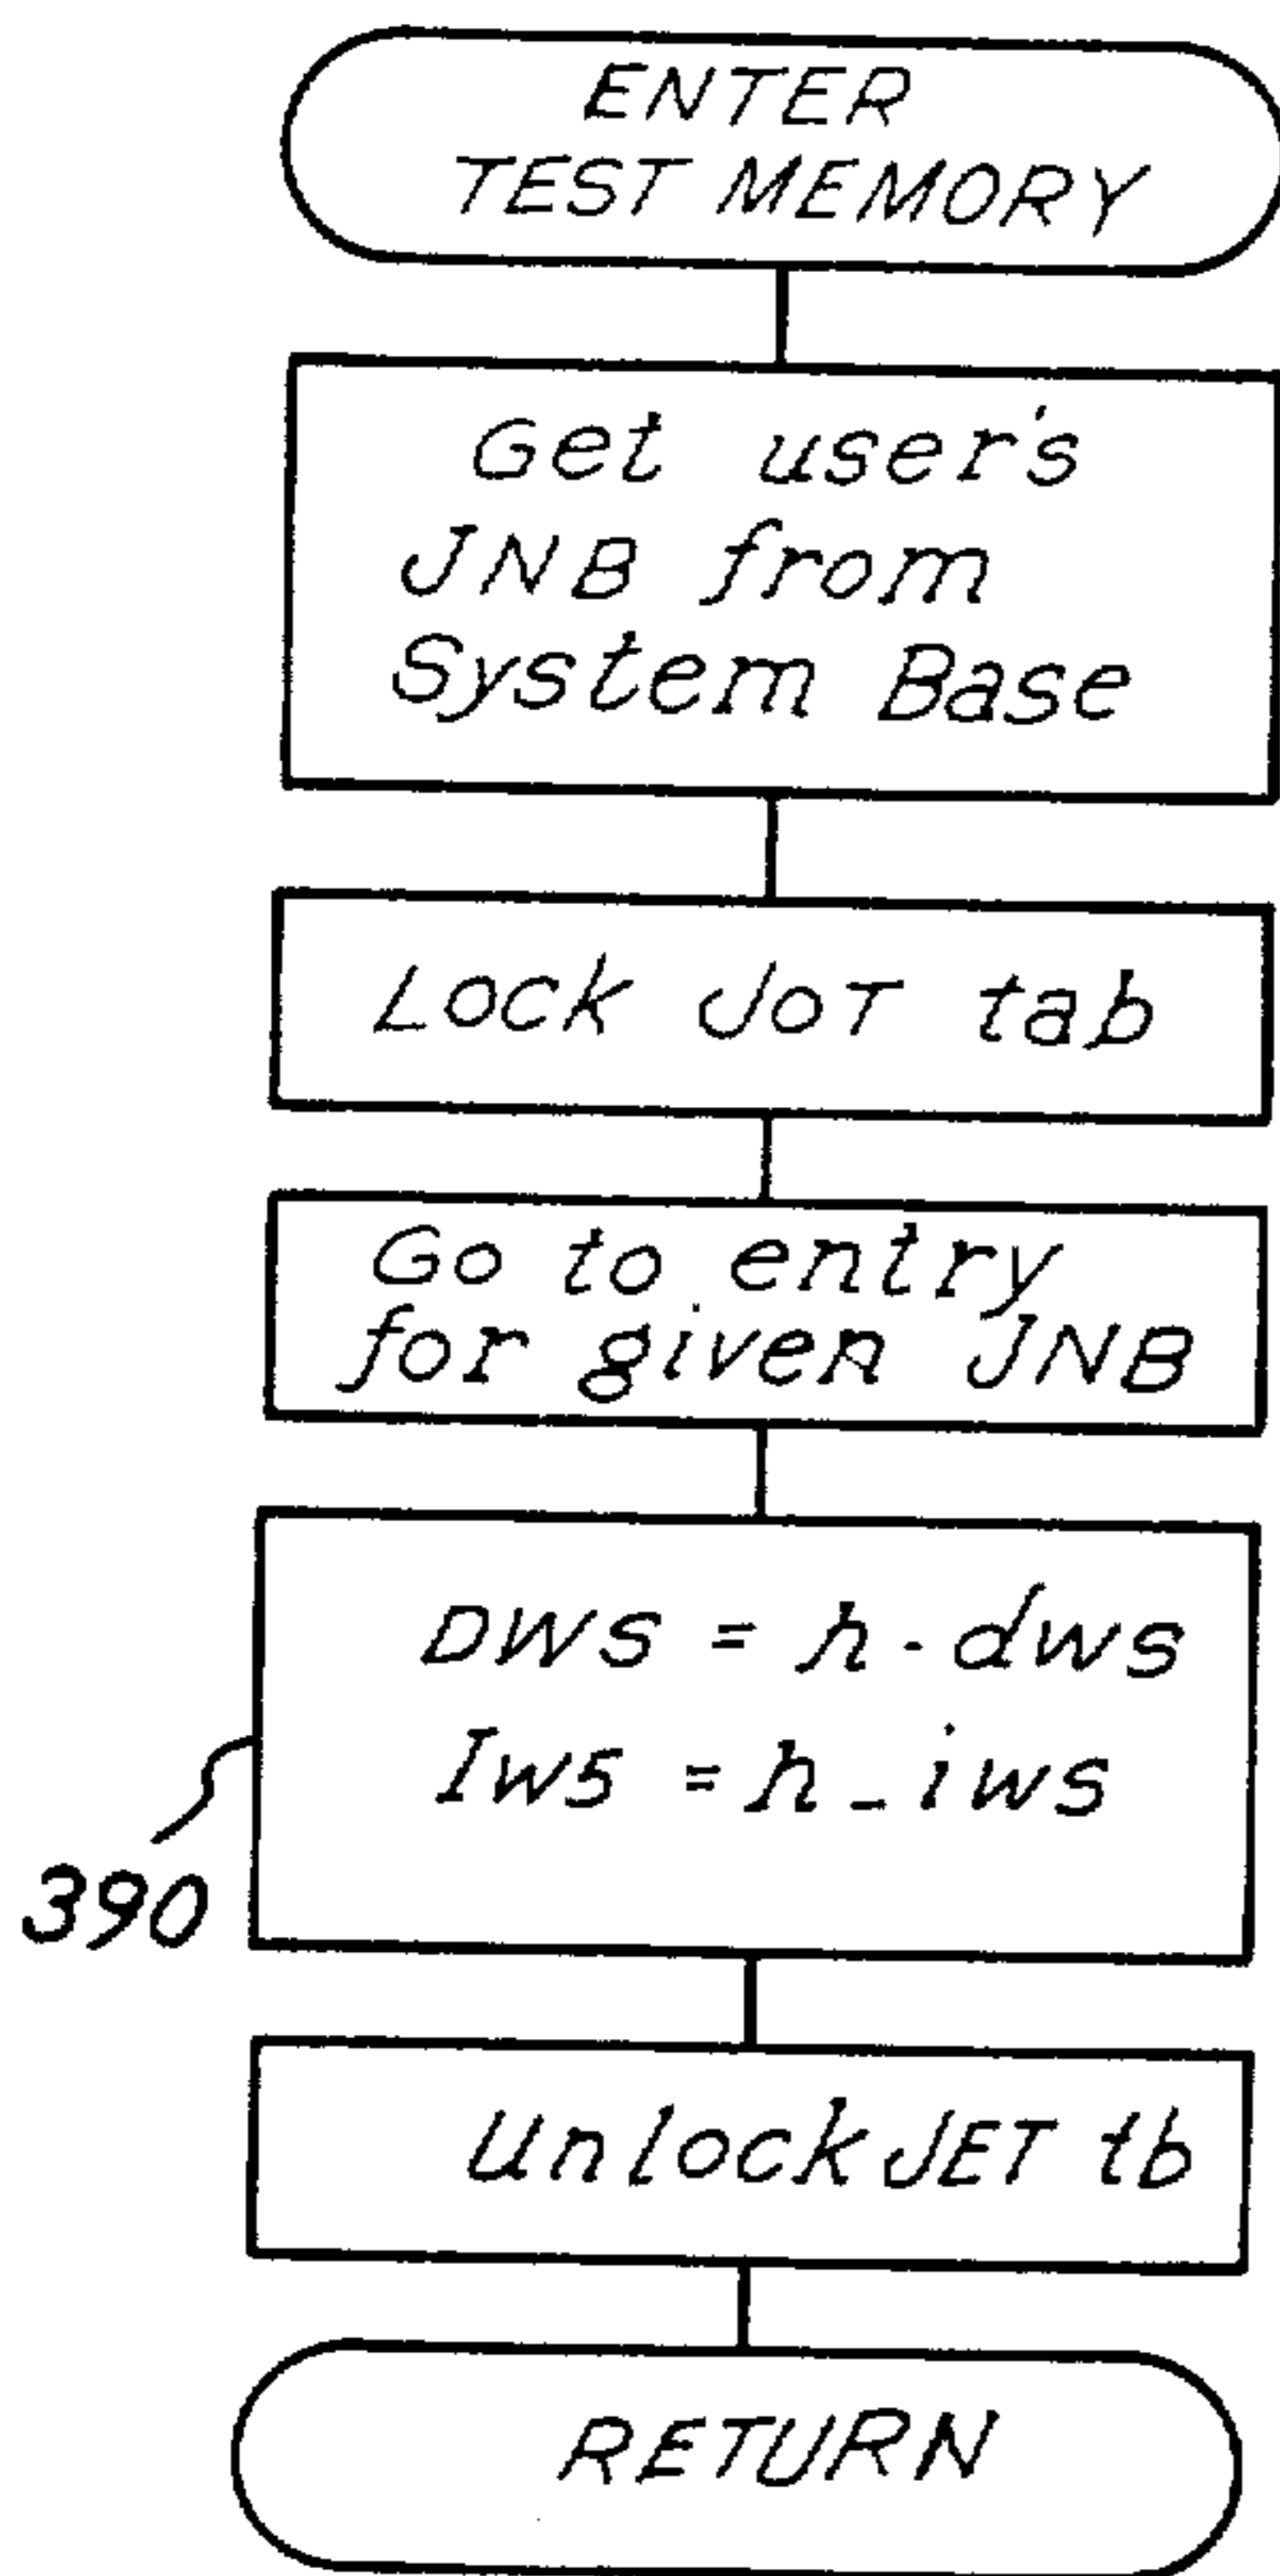 ENTER
TEST MEMORY
Get user's
JNB from
System Base
Lock JOT tab
Go to entry
for given JNB
DWS = h-dws
IWS = h_iws
390
Unlock JET tb
RETURN